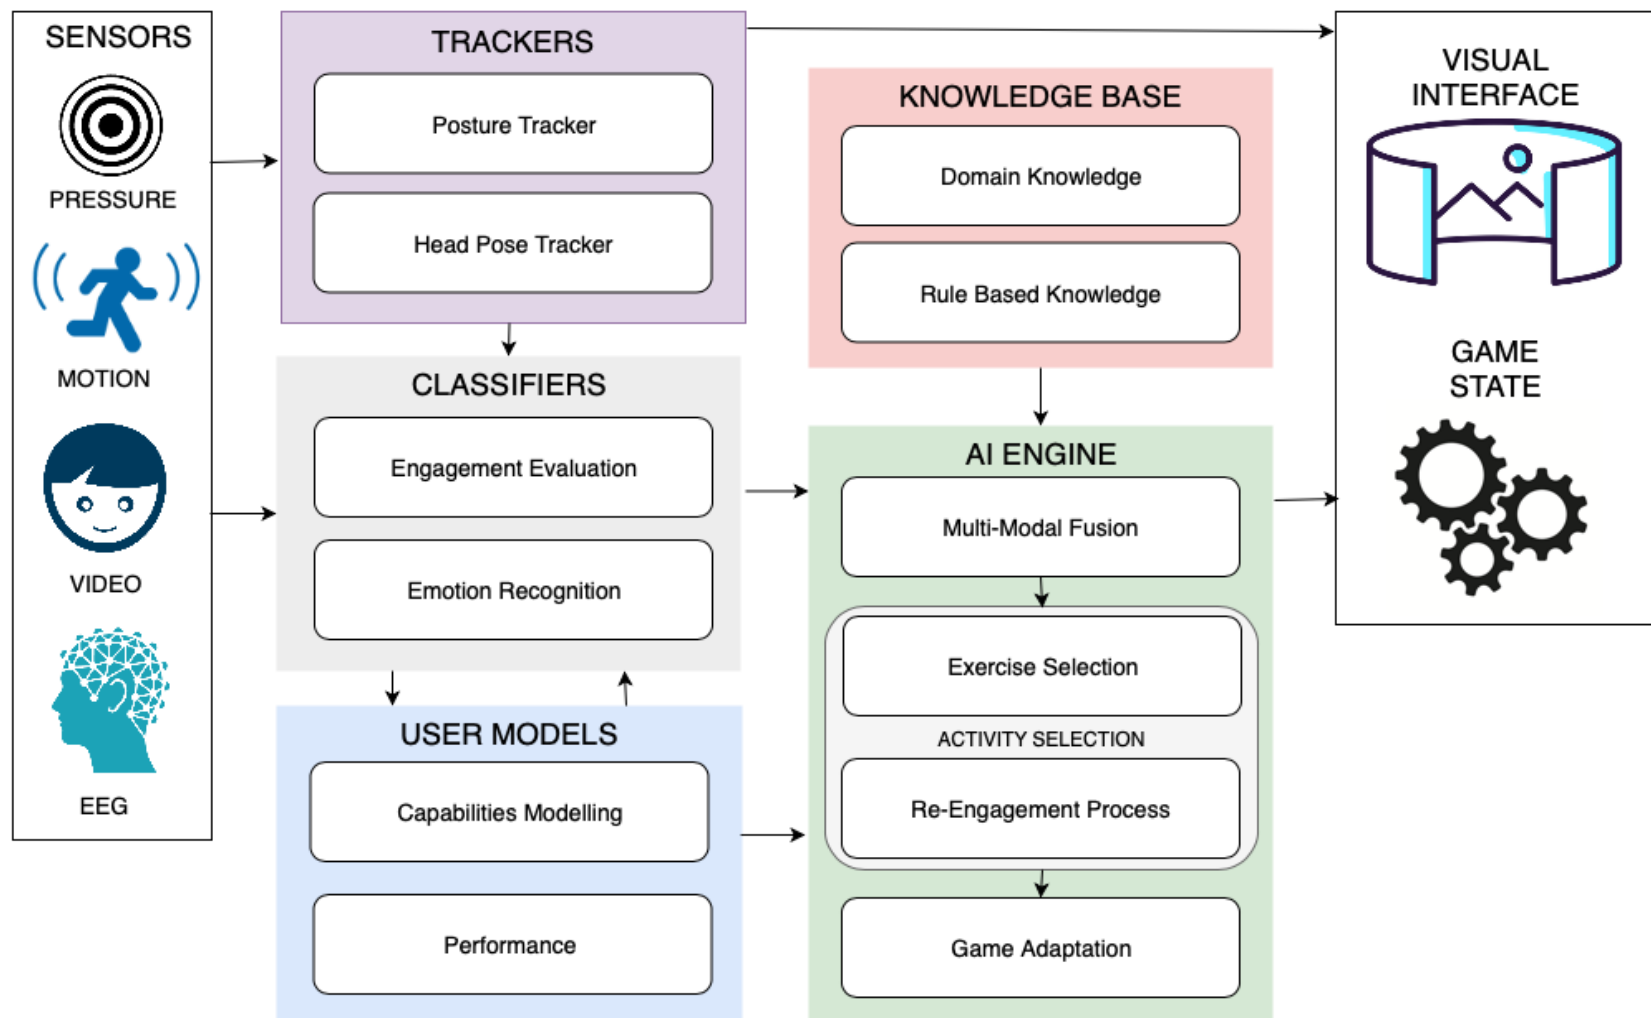 SENSORS
PRESSURE
MOTION
VIDEO
EEG
TRACKERS
Posture Tracker
Head Pose Tracker
CLASSIFIERS
Engagement Evaluation
Emotion Recognition
USER MODELS
Capabilities Modelling
Performance
KNOWLEDGE BASE
Domain Knowledge
Rule Based Knowledge
AI ENGINE
Multi-Modal Fusion
Exercise Selection
ACTIVITY SELECTION
Re-Engagement Process
Game Adaptation
VISUAL
INTERFACE
GAME
STATE